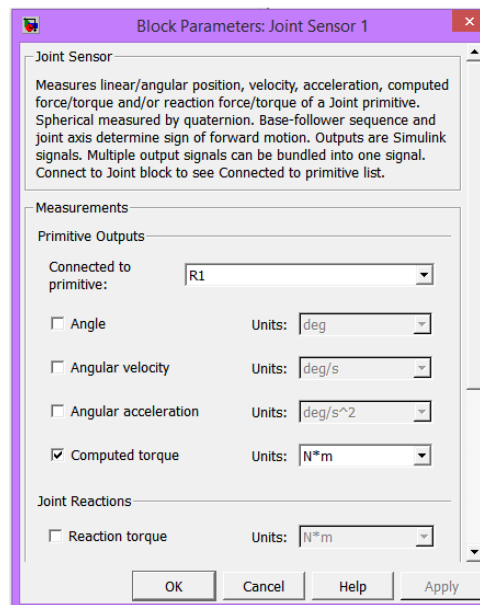 Block Parameters: Joint Sensor 1
Joint Sensor
Measures linear/angular position, velocity, acceleration, computed
force/torque and/or reaction force/torque of a Joint primitive.
Spherical measured by quaternion. Base-follower sequence and
joint axis determine sign of forward motion. Outputs are Simulink
signals. Multiple output signals can be bundled into one signal.
Connect to Joint block to see Connected to primitive list.
Measurements
Primitive Outputs
Connected to
primitive:
R1
Angle Units: deg
Angular velocity Units: deg/s
Angular acceleration Units: deg/s^2
Computed torque Units: N*m
Joint Reactions
Reaction torque Units: N*m
OK Cancel Help Apply